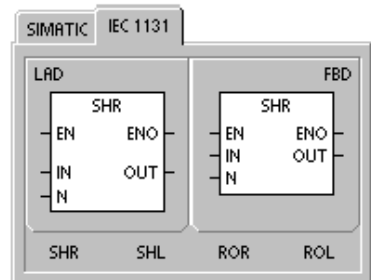 SIMATIC IEC 1131
LAD
SHR
EN ENO
IN OUT
N
FBD
SHR
EN ENO
IN OUT
N
SHR SHL ROR ROL